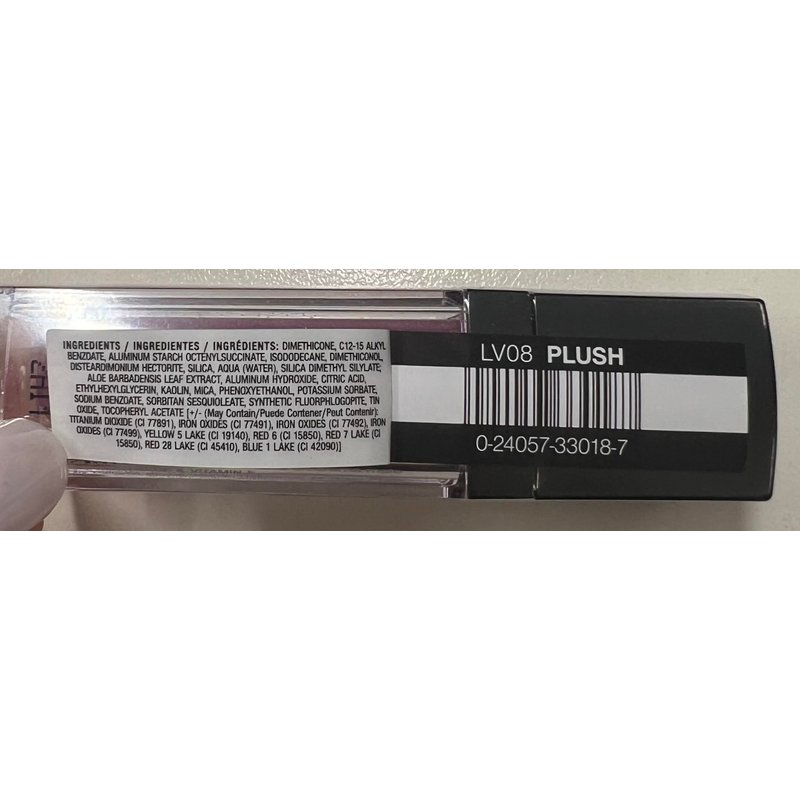 INGREDIENTS / INGREDIENTES / INGRÉDIENTS: DIMETHICONE, C12-15 ALKYL
BENZOATE, ALUMINUM STARCH OCTENYLSUCCINATE, ISODODECANE, DIMETHICONOL,
DISTEARDIMONIUM HECTORITE, SILICA, AQUA (WATER), SILICA DIMETHYL SILYLATE,
ALOE BARBADENSIS LEAF EXTRACT, ALUMINUM HYDROXIDE, CITRIC ACID,
ETHYLHEXYLGLYCERIN, KAOLIN, MICA, PHENOXYETHANOL, POTASSIUM SORBATE,
SODIUM BENZOATE, SORBITAN SESQUIOLEATE, SYNTHETIC FLUORPHLOGOPITE, TIN
OXIDE, TOCOPHERYL ACETATE [+/- (May Contain/Puede Contener/Peut Contenir):
TITANIUM DIOXIDE (CI 77891), IRON OXIDES (CI 77491), IRON OXIDES (CI 77492), IRON
OXIDES (CI 77499), YELLOW 5 LAKE (CI 19140), RED 6 (CI 15850), RED 7 LAKE (CI
15850), RED 28 LAKE (CI 45410), BLUE 1 LAKE (CI 42090)]
VITAMIN E
LV08 PLUSH
0-24057-33018-7